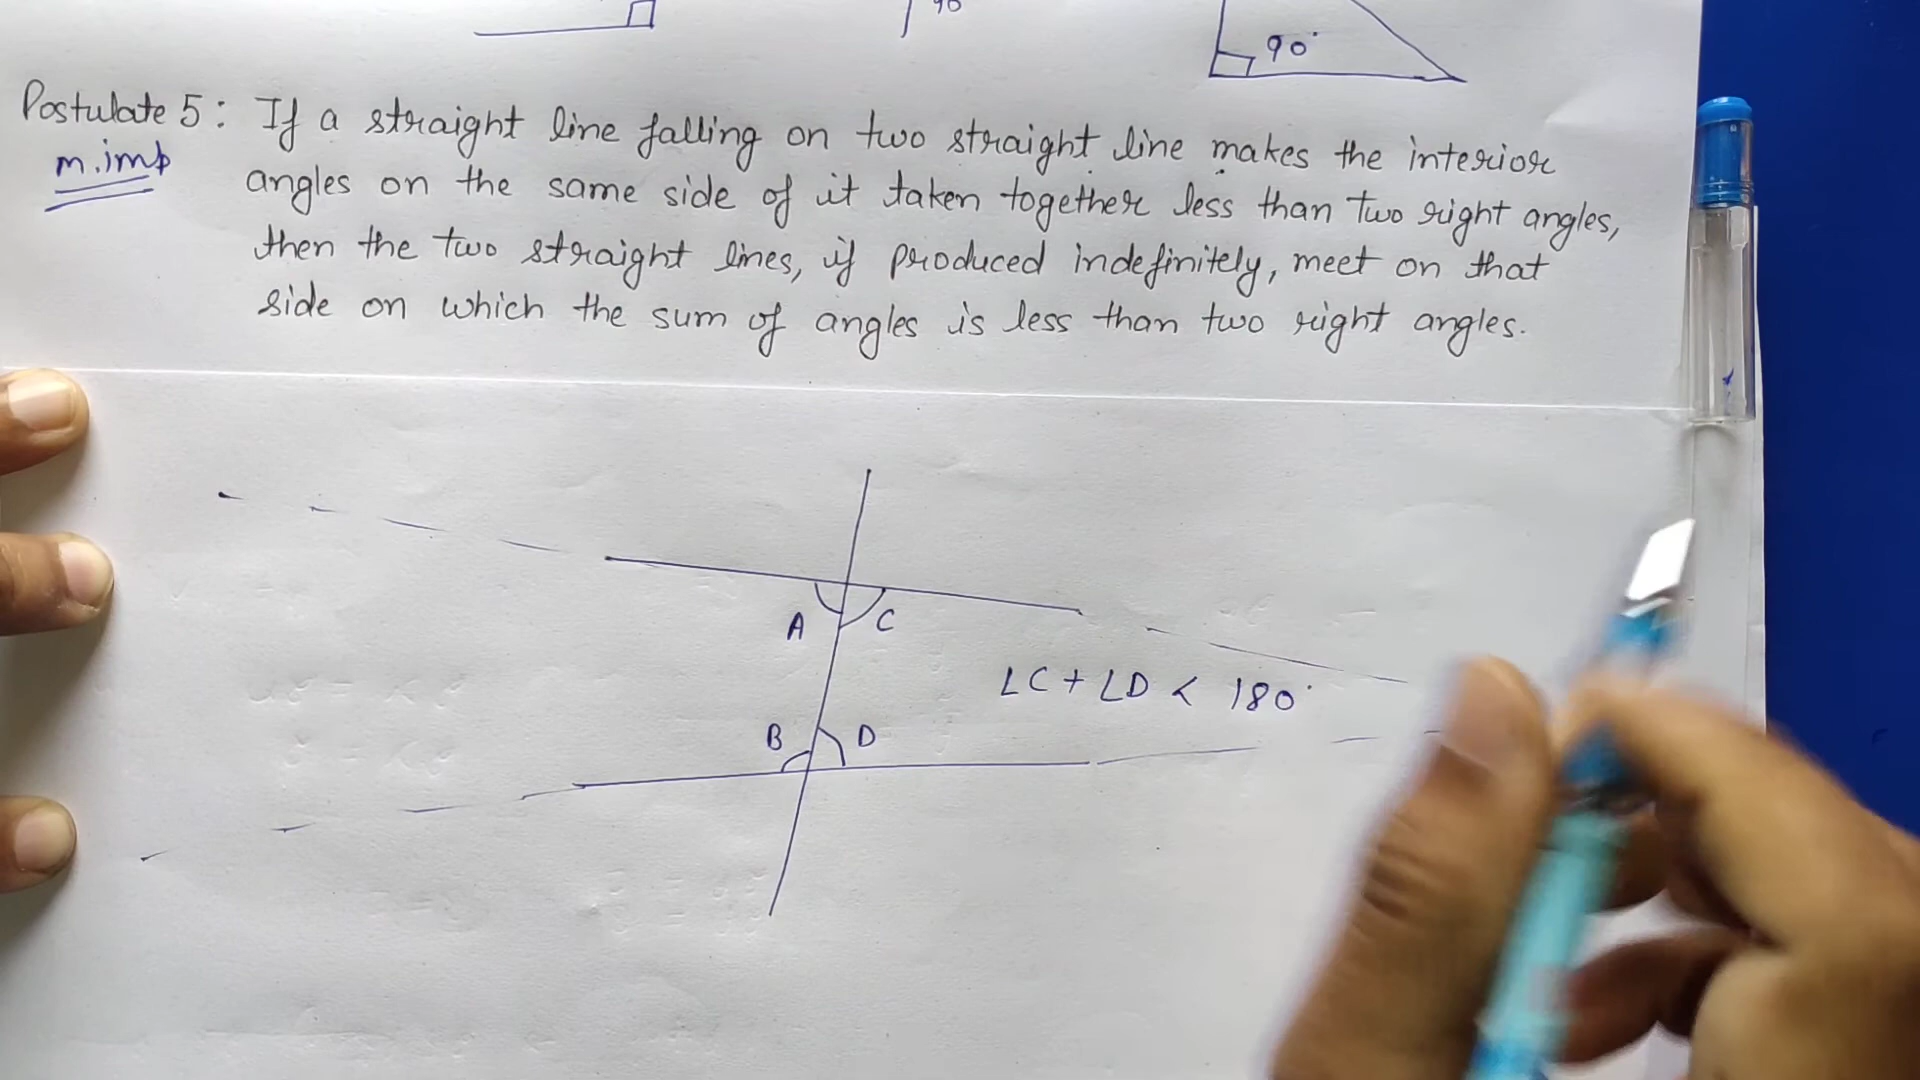 90
90°
Postulate 5: If a straight line falling on two straight line makes the interior
m.imp
angles on the same side of it taken together less than two right angles,
then the two straight lines, if produced indefinitely, meet on that
side on which the sum of angles is less than two right angles.
A C
∠C + ∠D < 180°
B D